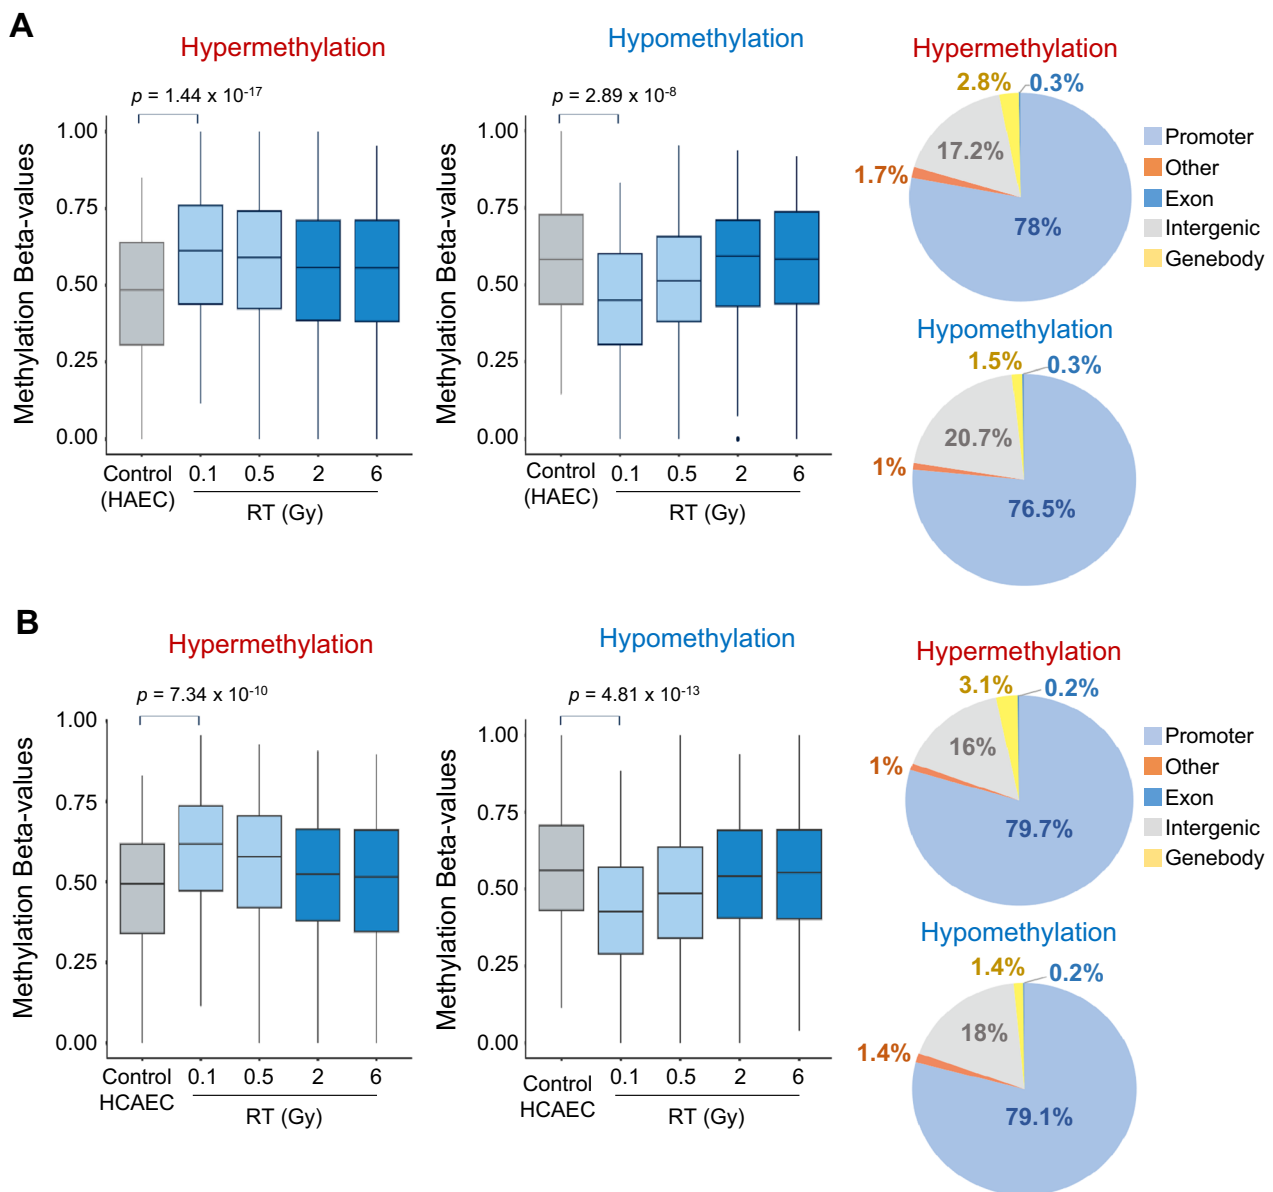 A
Hypermethylation
p = 1.44 x 10-17
Methylation Beta-values
1.00
0.75
0.50
0.25
0.00
Control
(HAEC)
0.1 0.5 2 6
RT (Gy)
Hypomethylation
p = 2.89 x 10-8
Methylation Beta-values
1.00
0.75
0.50
0.25
0.00
Control
(HAEC)
0.1 0.5 2 6
RT (Gy)
Hypermethylation
2.8% 0.3%
17.2%
1.7%
78%
Promoter
Other
Exon
Intergenic
Genebody
Hypomethylation
1.5% 0.3%
20.7%
1%
76.5%
B
Hypermethylation
p = 7.34 x 10-10
Methylation Beta-values
1.00
0.75
0.50
0.25
0.00
Control
HCAEC
0.1 0.5 2 6
RT (Gy)
Hypomethylation
p = 4.81 x 10-13
Methylation Beta-values
1.00
0.75
0.50
0.25
0.00
Control
HCAEC
0.1 0.5 2 6
RT (Gy)
Hypermethylation
3.1% 0.2%
16%
1%
79.7%
Promoter
Other
Exon
Intergenic
Genebody
Hypomethylation
1.4% 0.2%
18%
1.4%
79.1%